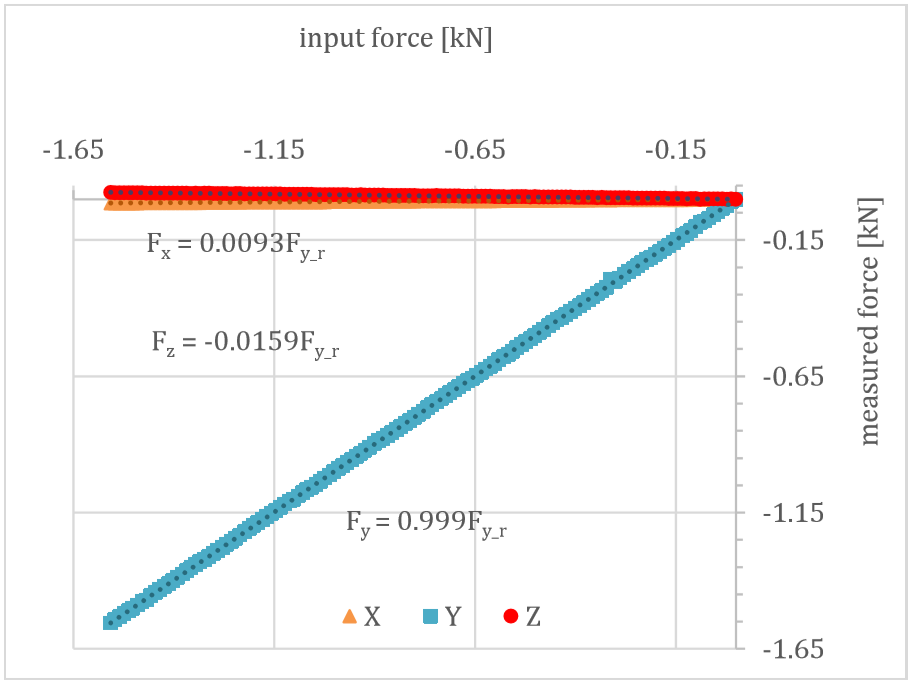 input force [kN]
-1.65 -1.15 -0.65 -0.15
-0.15
Fx = 0.0093Fy_r
Fz = -0.0159Fy_r
-0.65
measured force [kN]
-1.15
Fy = 0.999Fy_r
X Y Z
-1.65